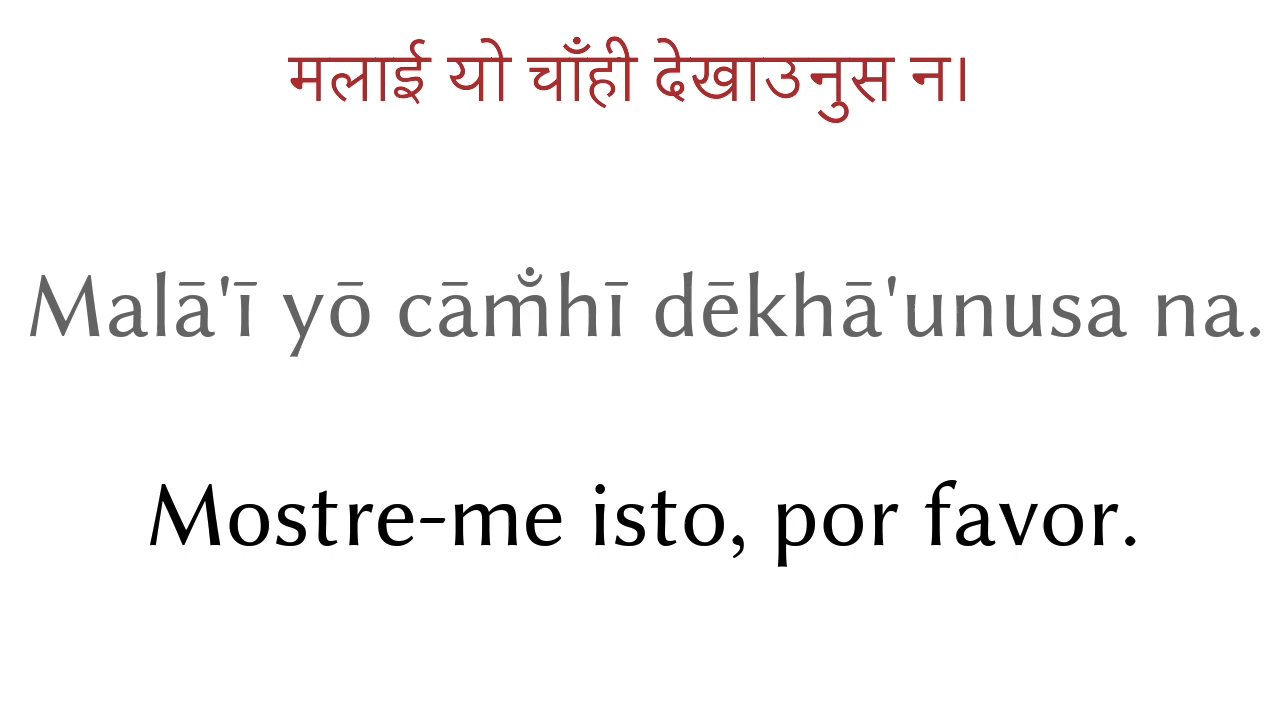 मलाई यो चाँही देखाउनुस न।
Malā'ī yō cām̐hī dēkhā'unusa na.
Mostre-me isto, por favor.